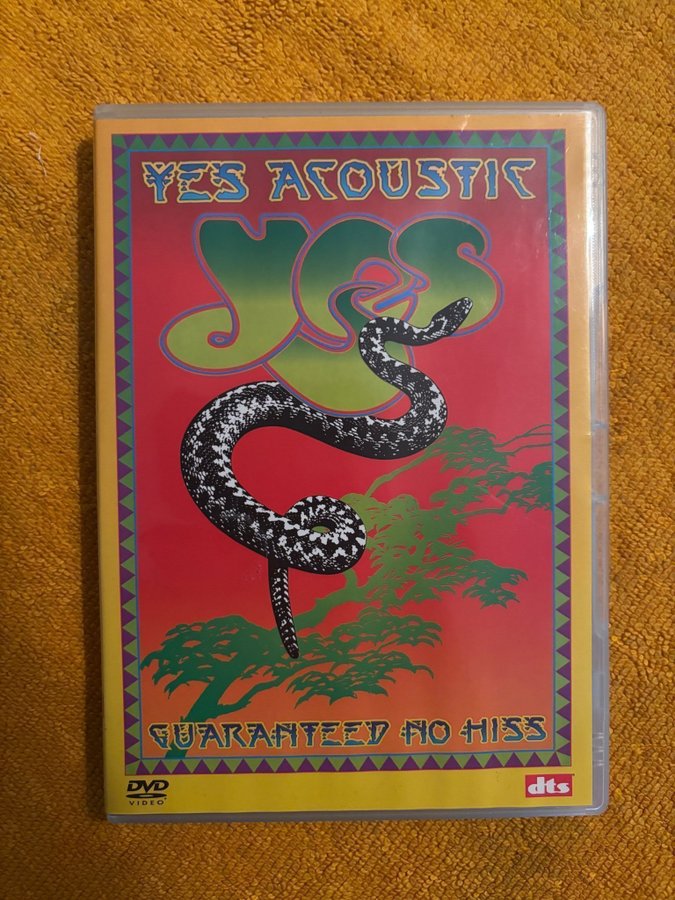 YES ACOUSTIC
YES
GUARANTEED NO HISS
DVD
VIDEO
dts